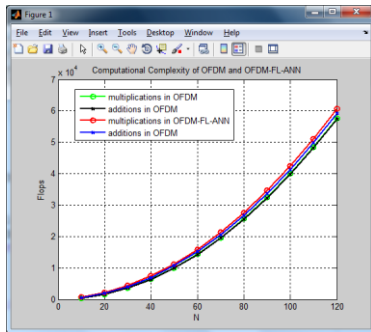 Figure 1
File Edit View Insert Tools Desktop Window Help
x 10^4
Computational Complexity of OFDM and OFDM-FL-ANN
7
6
5
4
3
2
1
0
Flops
multiplications in OFDM
additions in OFDM
multiplications in OFDM-FL-ANN
additions in OFDM
0 20 40 60 80 100 120
N